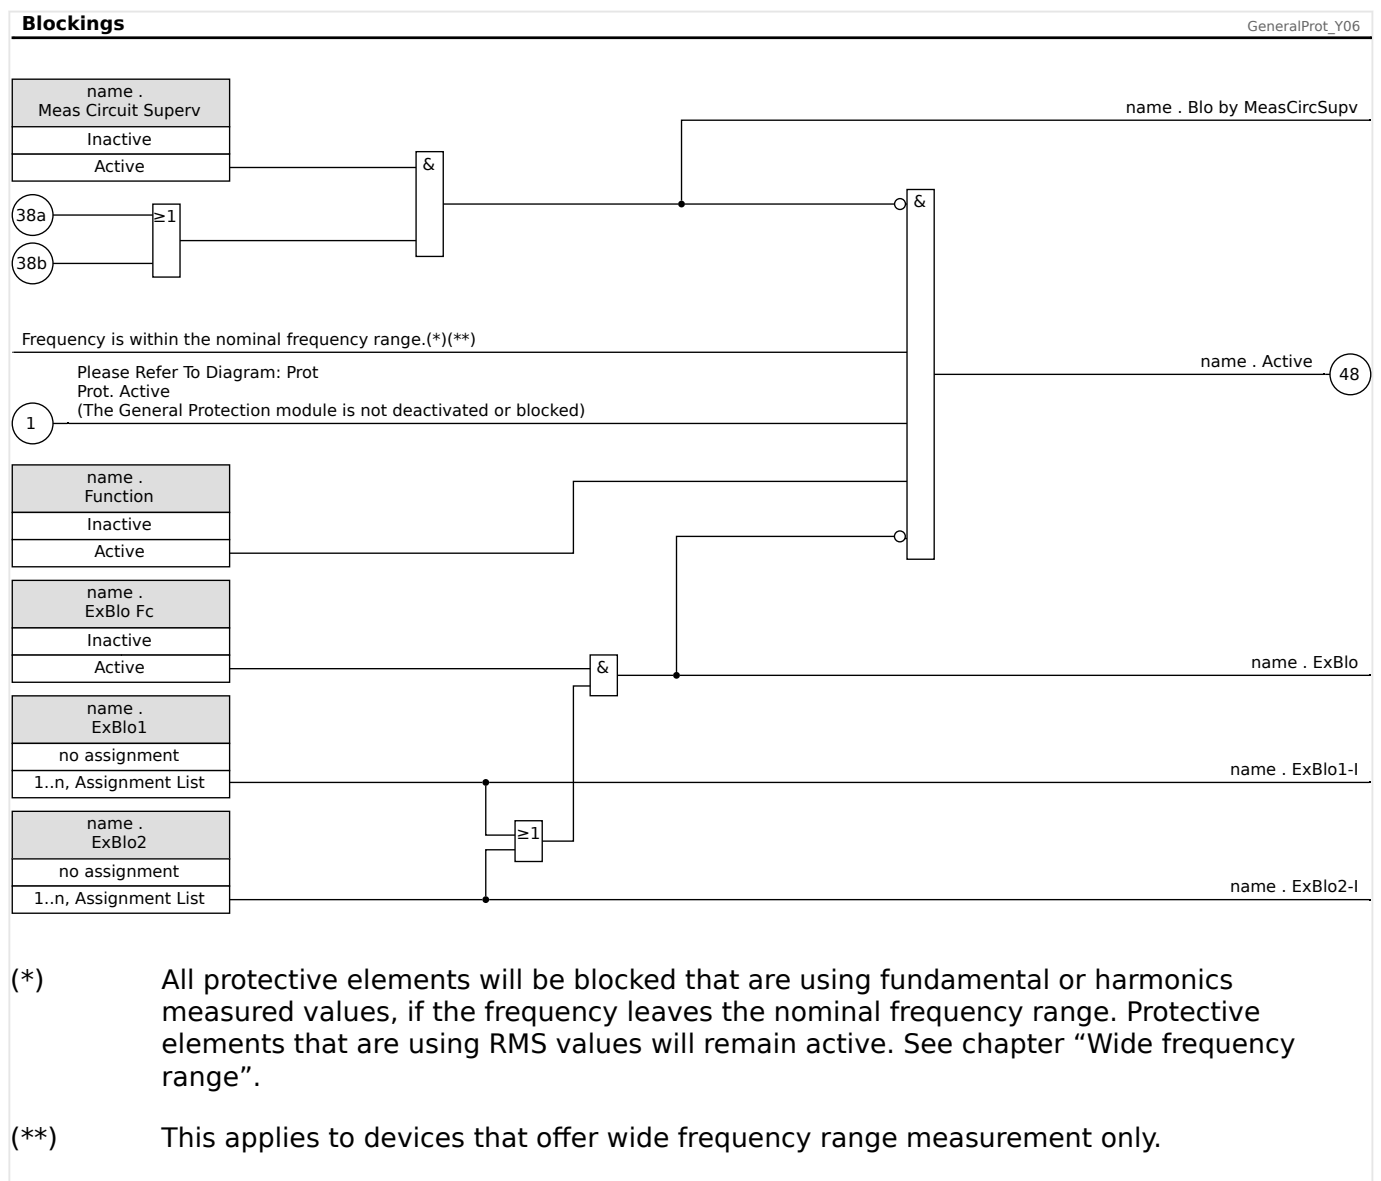 Blockings
GeneralProt_Y06
name .
Meas Circuit Superv
Inactive
Active
name . Blo by MeasCircSupv
&
&
38a
≥1
38b
Frequency is within the nominal frequency range.(*)(**)
Please Refer To Diagram: Prot
Prot. Active
(The General Protection module is not deactivated or blocked)
1
name . Active
48
name .
Function
Inactive
Active
name .
ExBlo Fc
Inactive
Active
&
name . ExBlo
name .
ExBlo1
no assignment
1..n, Assignment List
name . ExBlo1-I
name .
ExBlo2
no assignment
1..n, Assignment List
≥1
name . ExBlo2-I
(*)
All protective elements will be blocked that are using fundamental or harmonics
measured values, if the frequency leaves the nominal frequency range. Protective
elements that are using RMS values will remain active. See chapter “Wide frequency
range”.
(**)
This applies to devices that offer wide frequency range measurement only.